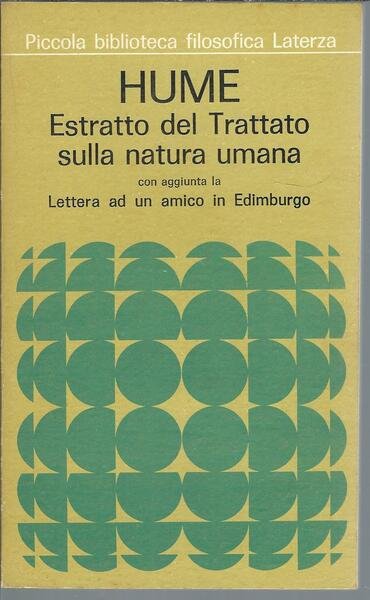 Piccola biblioteca filosofica Laterza
HUME
Estratto del Trattato
sulla natura umana
con aggiunta la
Lettera ad un amico in Edimburgo